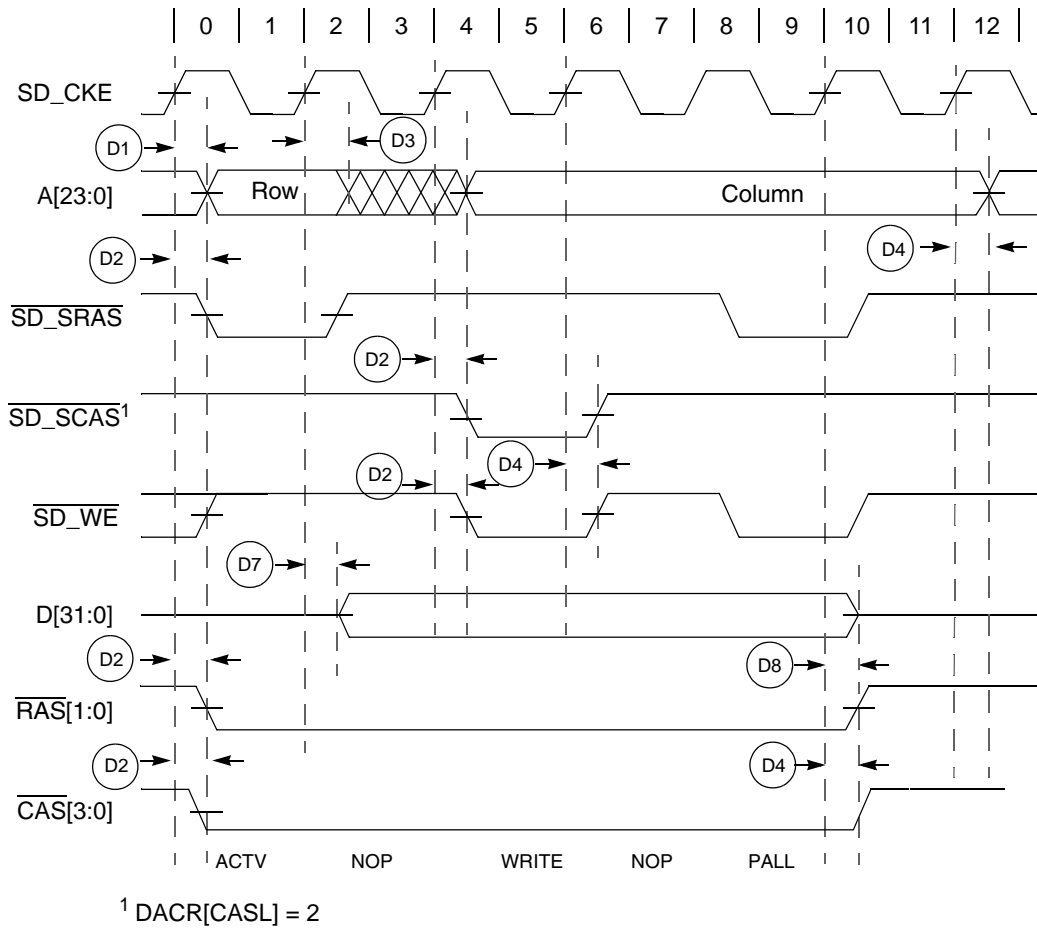 0 1 2 3 4 5 6 7 8 9 10 11 12
SD_CKE
D1
D3
A[23:0]
Row
Column
D2
D4
SD_SRAS
D2
SD_SCAS1
D2
D4
SD_WE
D7
D[31:0]
D2
D8
RAS[1:0]
D2
D4
CAS[3:0]
ACTV NOP WRITE NOP PALL
1 DACR[CASL] = 2